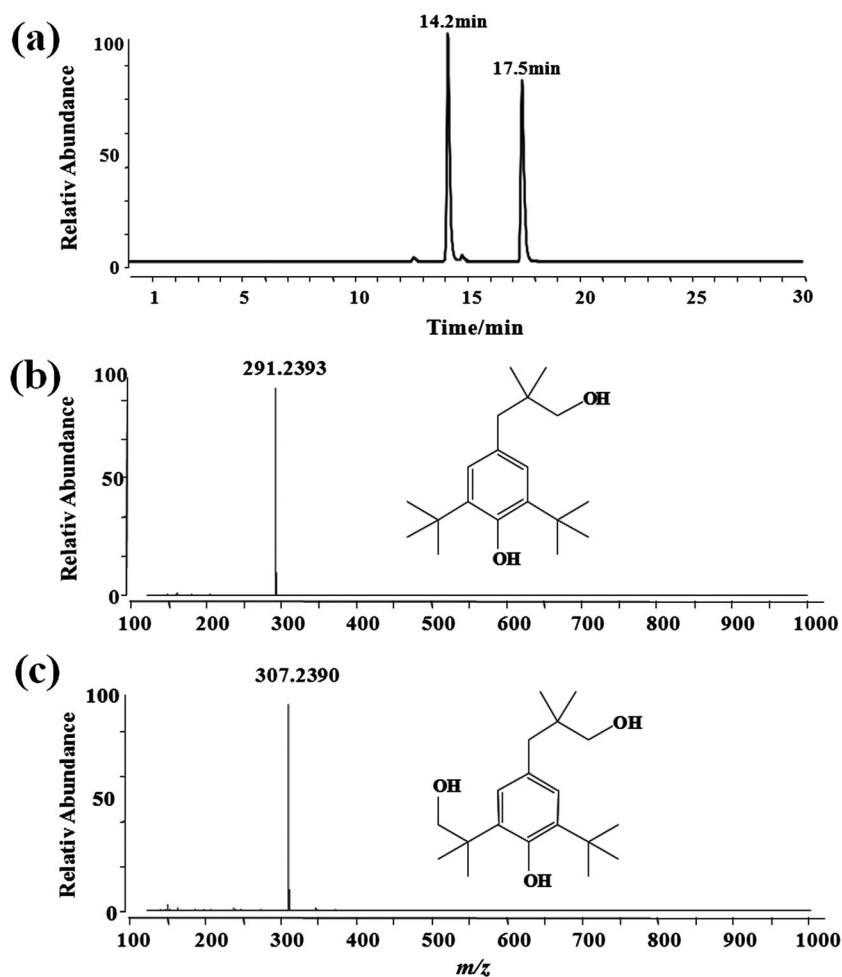 (a)
14.2min
17.5min
100
50
0
Relativ Abundance
1 5 10 15 20 25 30
Time/min
(b)
291.2393
100
50
0
Relativ Abundance
OH
OH
100 200 300 400 500 600 700 800 900 1000
(c)
307.2390
100
50
0
Relativ Abundance
OH
OH
OH
100 200 300 400 500 600 700 800 900 1000
m/z